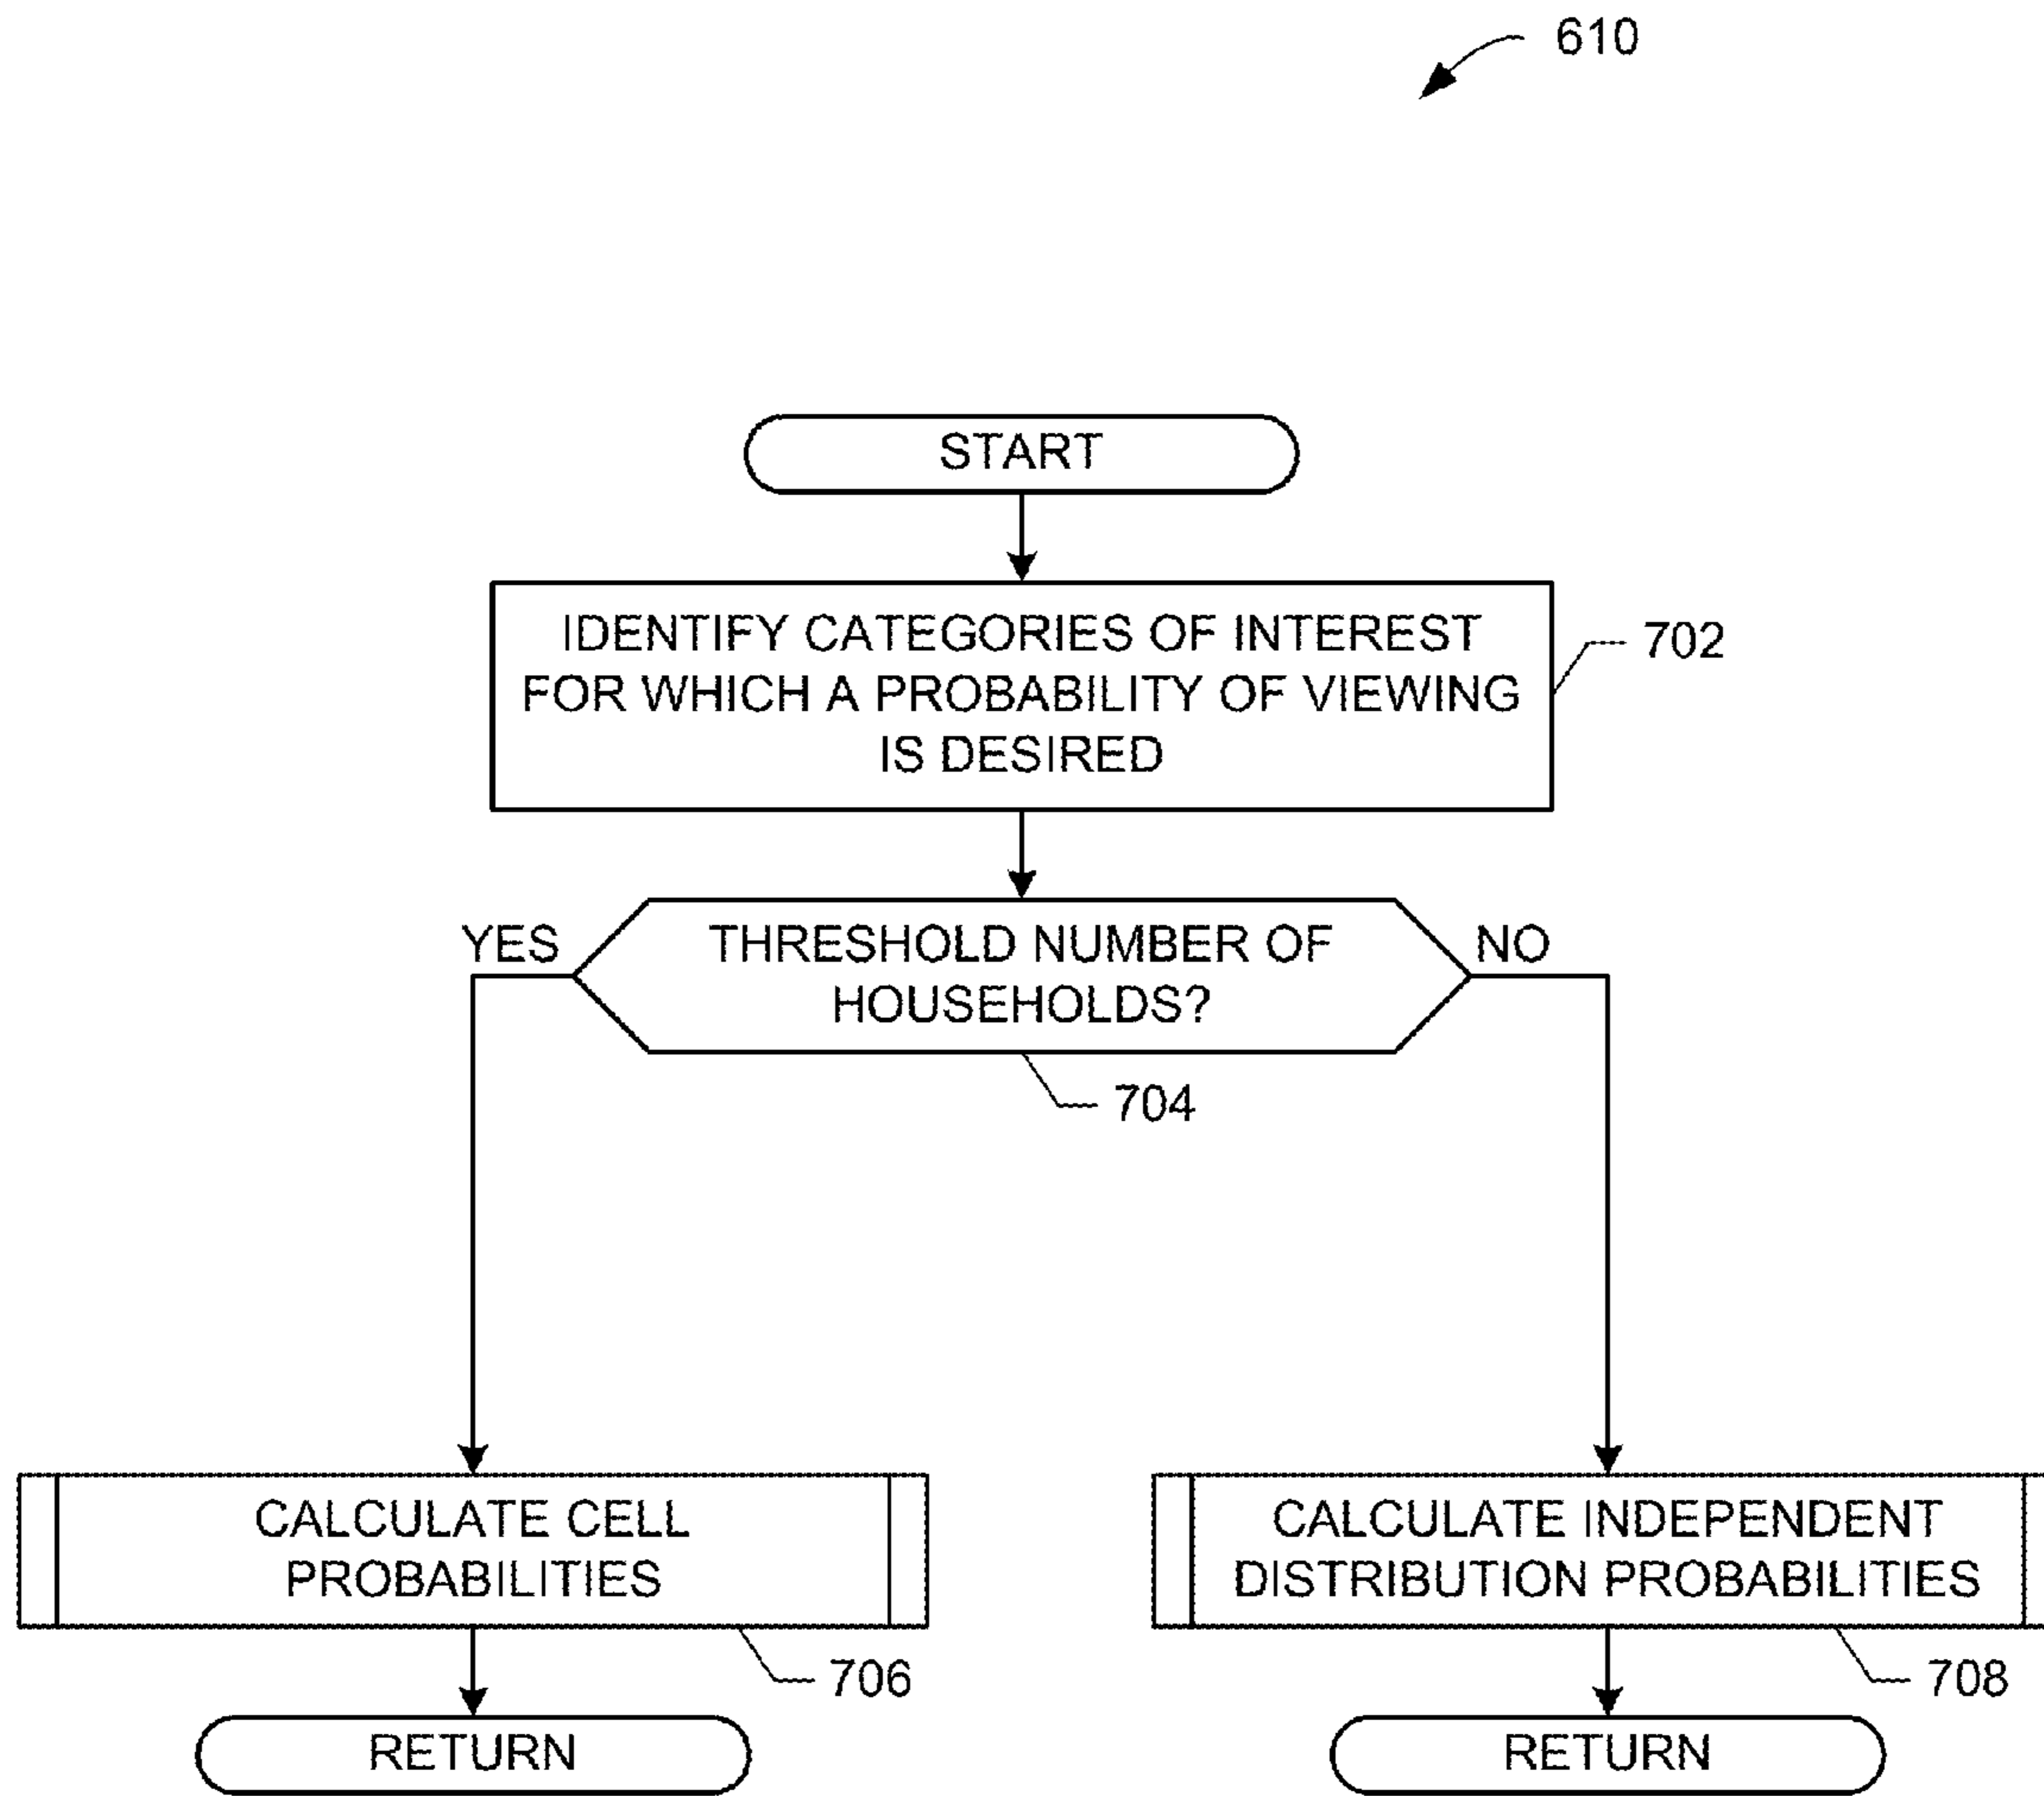 610
START
IDENTIFY CATEGORIES OF INTEREST
FOR WHICH A PROBABILITY OF VIEWING
IS DESIRED
702
YES
THRESHOLD NUMBER OF
HOUSEHOLDS?
NO
704
CALCULATE CELL
PROBABILITIES
706
RETURN
CALCULATE INDEPENDENT
DISTRIBUTION PROBABILITIES
708
RETURN